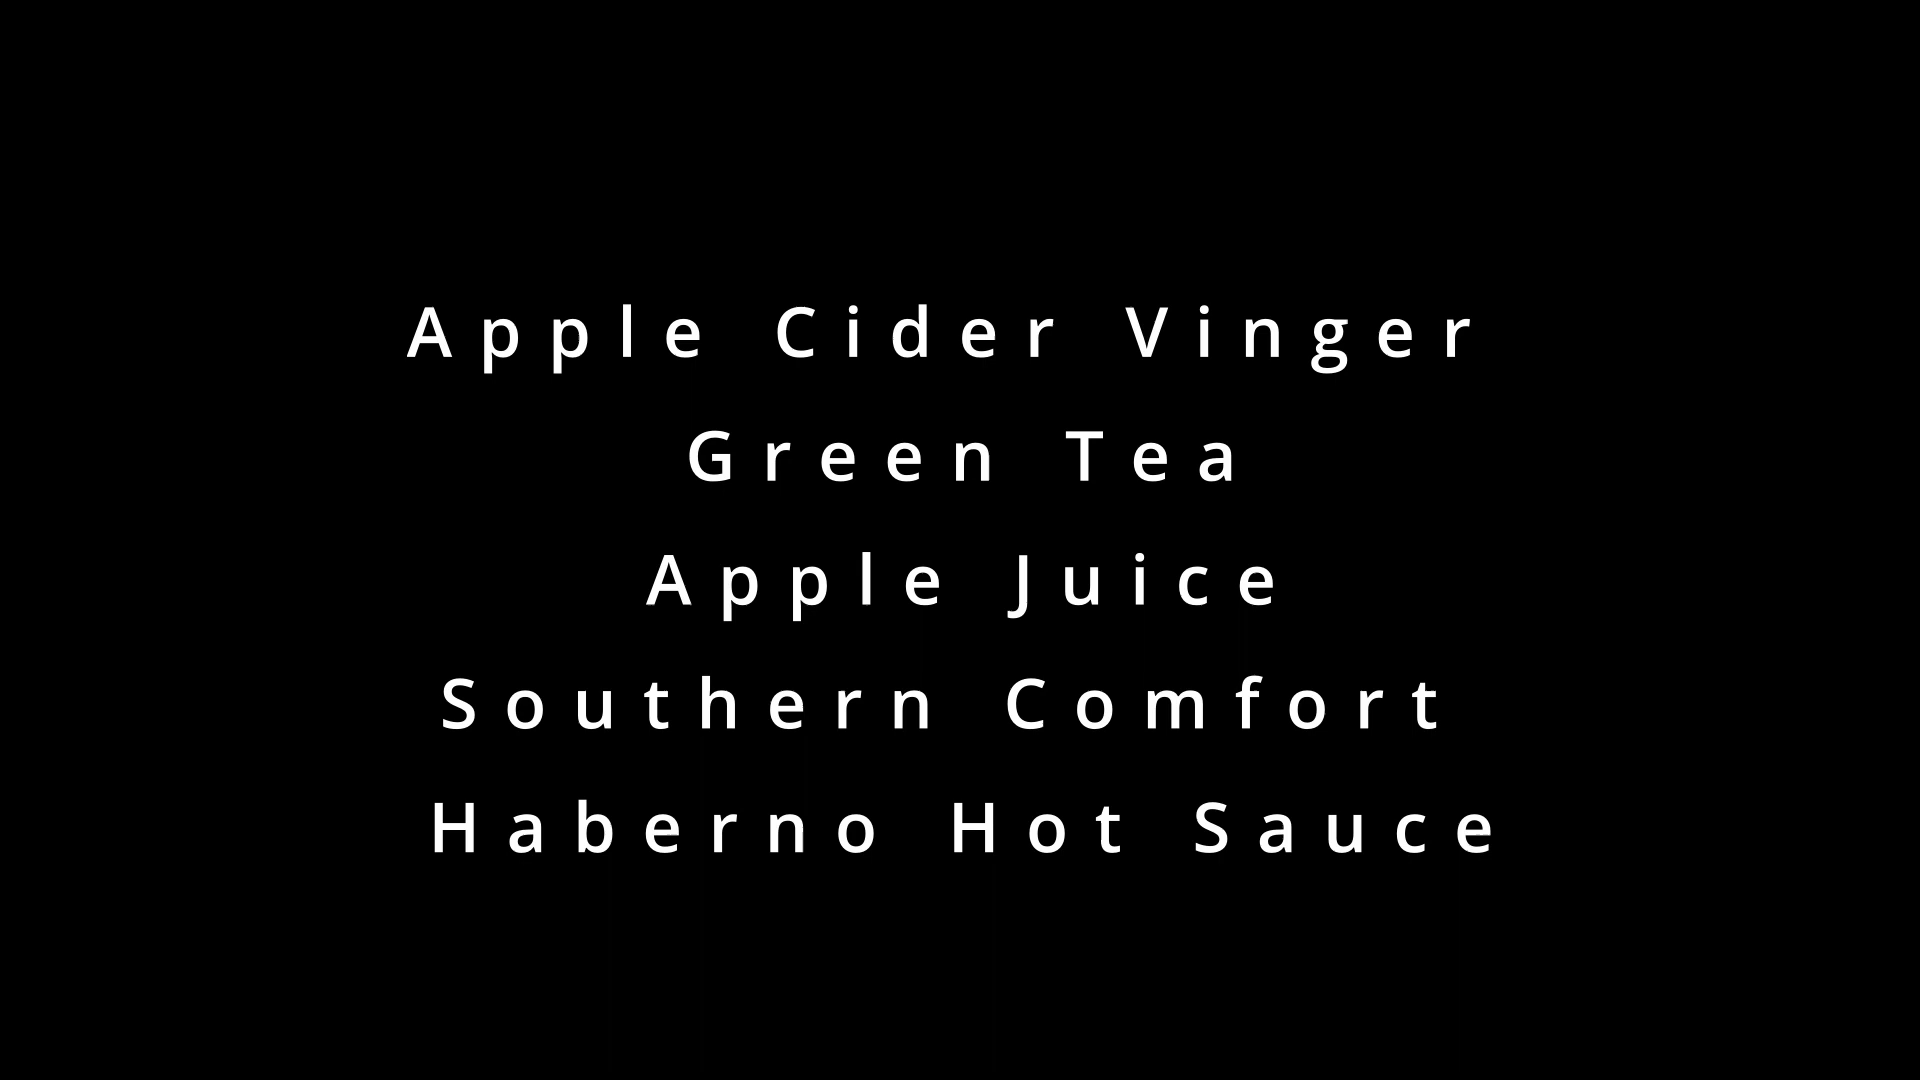 Apple Cider Vinger
Green Tea
Apple Juice
Southern Comfort
Haberno Hot Sauce